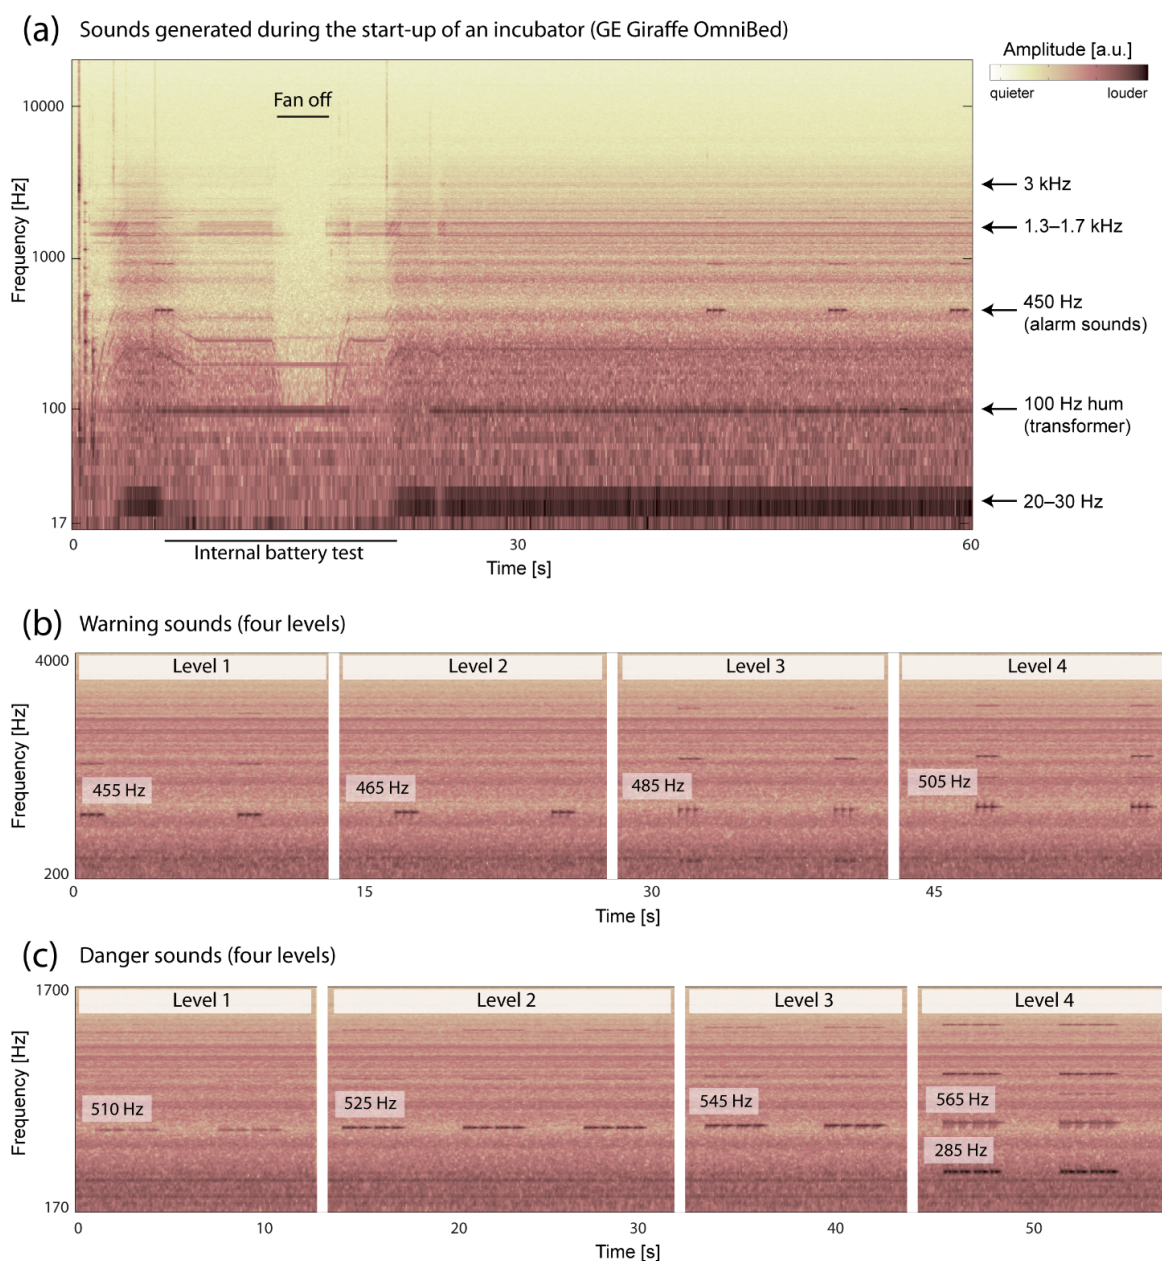 (a) Sounds generated during the start-up of an incubator (GE Giraffe OmniBed)
Amplitude [a.u.]
quieter louder
Fan off
Frequency [Hz]
10000
1000
100
17
3 kHz
1.3–1.7 kHz
450 Hz
(alarm sounds)
100 Hz hum
(transformer)
20–30 Hz
0 30 60
Internal battery test
Time [s]
(b) Warning sounds (four levels)
4000
Level 1 Level 2 Level 3 Level 4
Frequency [Hz]
455 Hz 465 Hz 485 Hz 505 Hz
200
0 15 30 45
Time [s]
(c) Danger sounds (four levels)
1700
Level 1 Level 2 Level 3 Level 4
Frequency [Hz]
510 Hz 525 Hz 545 Hz 565 Hz
285 Hz
170
0 10 20 30 40 50
Time [s]